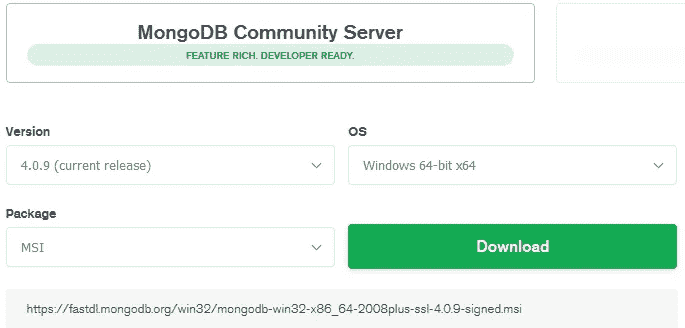 MongoDB Community Server
FEATURE RICH. DEVELOPER READY.
Version
OS
4.0.9 (current release)
Windows 64-bit x64
Package
MSI
Download
https://fastdl.mongodb.org/win32/mongodb-win32-x86_64-2008plus-ssl-4.0.9-signed.msi